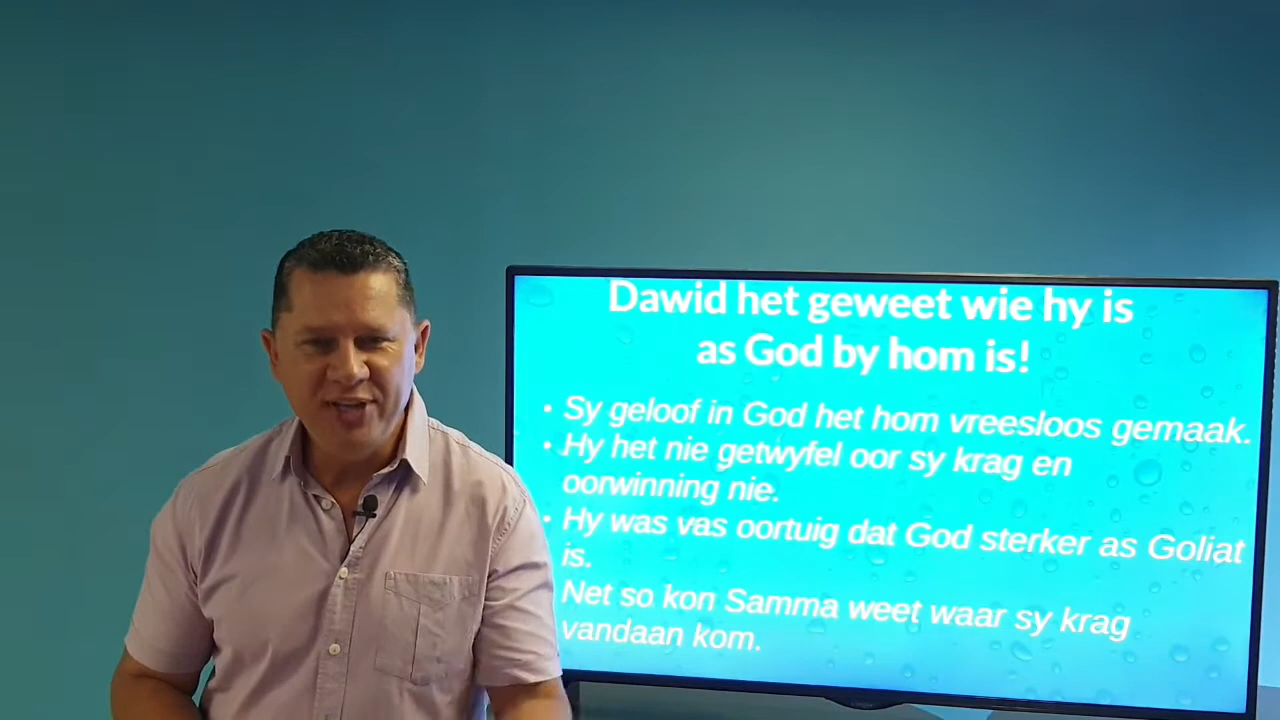 Dawid het geweet wie hy is
as God by hom is!
• Sy geloof in God het hom vreesloos gemaak.
• Hy het nie getwyfel oor sy krag en
oorwinning nie.
• Hy was vas oortuig dat God sterker as Goliat
is.
Net so kon Samma weet waar sy krag
vandaan kom.